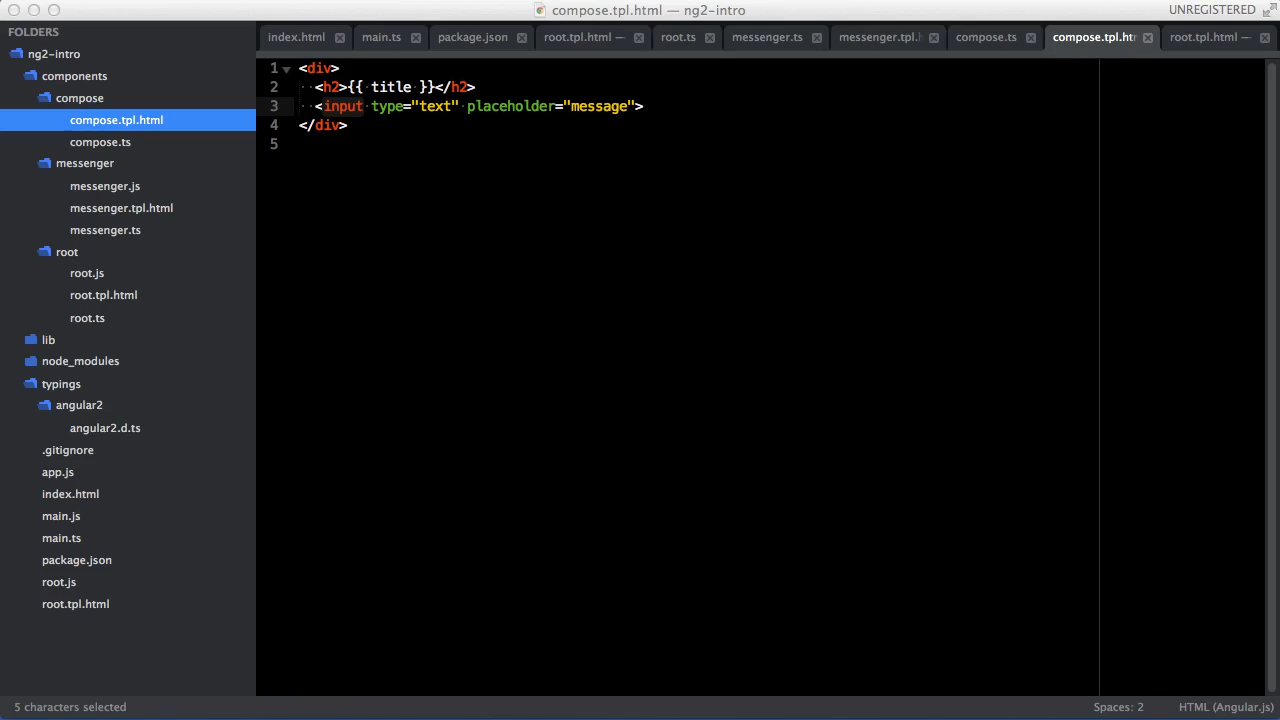 compose.tpl.html — ng2-intro
UNREGISTERED
FOLDERS
ng2-intro
components
compose
compose.tpl.html
compose.ts
messenger
messenger.js
messenger.tpl.html
messenger.ts
root
root.js
root.tpl.html
root.ts
lib
node_modules
typings
angular2
angular2.d.ts
.gitignore
app.js
index.html
main.js
main.ts
package.json
root.js
root.tpl.html
index.html
main.ts
package.json
root.tpl.html —
root.ts
messenger.ts
messenger.tpl.h
compose.ts
compose.tpl.htm
root.tpl.html —
1 <div>
2 <h2>{{ title }}</h2>
3 <input type="text" placeholder="message">
4 </div>
5
5 characters selected
Spaces: 2
HTML (Angular.js)